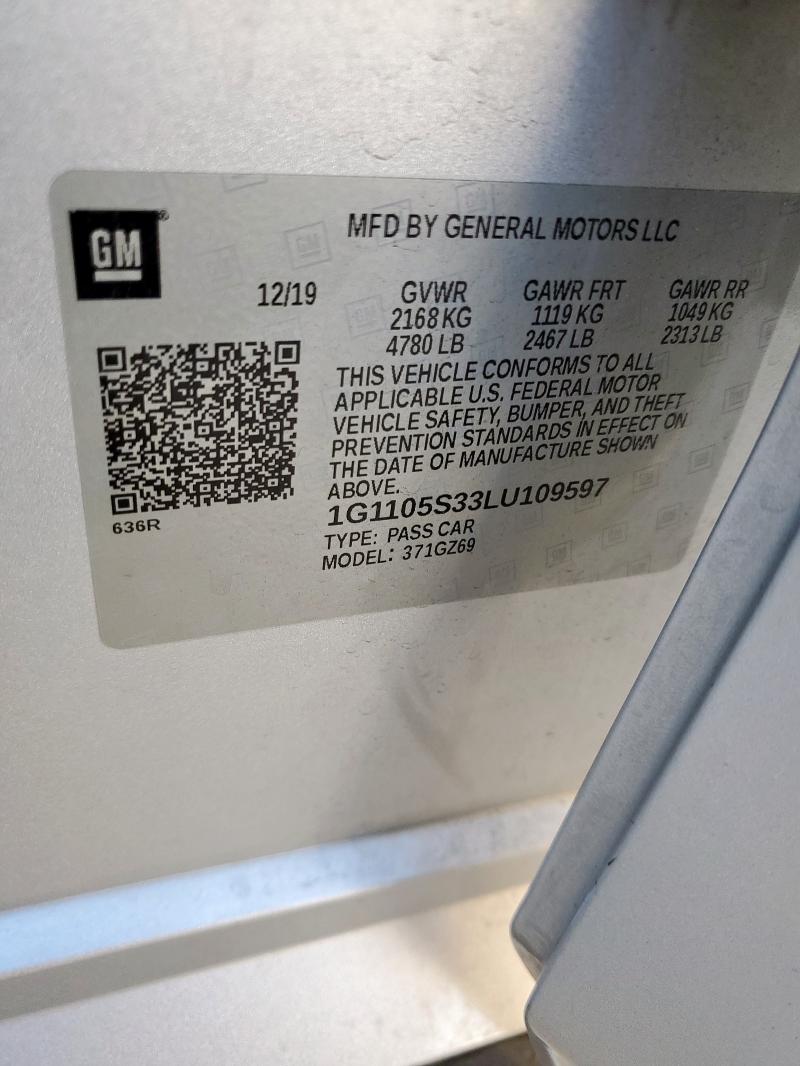 GM®
MFD BY GENERAL MOTORS LLC
12/19
GVWR GAWR FRT GAWR RR
2168 KG 1119 KG 1049 KG
4780 LB 2467 LB 2313 LB
THIS VEHICLE CONFORMS TO ALL
APPLICABLE U.S. FEDERAL MOTOR
VEHICLE SAFETY, BUMPER, AND THEFT
PREVENTION STANDARDS IN EFFECT ON
THE DATE OF MANUFACTURE SHOWN
ABOVE.
1G1105S33LU109597
TYPE: PASS CAR
MODEL: 371GZ69
636R